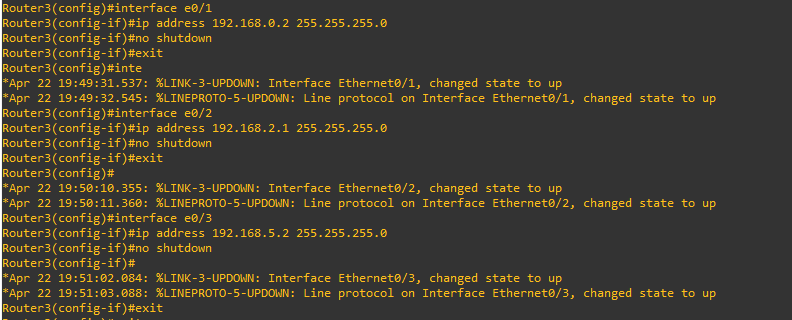 Router3(config)#interface e0/1
Router3(config-if)#ip address 192.168.0.2 255.255.255.0
Router3(config-if)#no shutdown
Router3(config-if)#exit
Router3(config)#inte
*Apr 22 19:49:31.537: %LINK-3-UPDOWN: Interface Ethernet0/1, changed state to up
*Apr 22 19:49:32.545: %LINEPROTO-5-UPDOWN: Line protocol on Interface Ethernet0/1, changed state to up
Router3(config)#interface e0/2
Router3(config-if)#ip address 192.168.2.1 255.255.255.0
Router3(config-if)#no shutdown
Router3(config-if)#exit
Router3(config)#
*Apr 22 19:50:10.355: %LINK-3-UPDOWN: Interface Ethernet0/2, changed state to up
*Apr 22 19:50:11.360: %LINEPROTO-5-UPDOWN: Line protocol on Interface Ethernet0/2, changed state to up
Router3(config)#interface e0/3
Router3(config-if)#ip address 192.168.5.2 255.255.255.0
Router3(config-if)#no shutdown
Router3(config-if)#
*Apr 22 19:51:02.084: %LINK-3-UPDOWN: Interface Ethernet0/3, changed state to up
*Apr 22 19:51:03.088: %LINEPROTO-5-UPDOWN: Line protocol on Interface Ethernet0/3, changed state to up
Router3(config-if)#exit